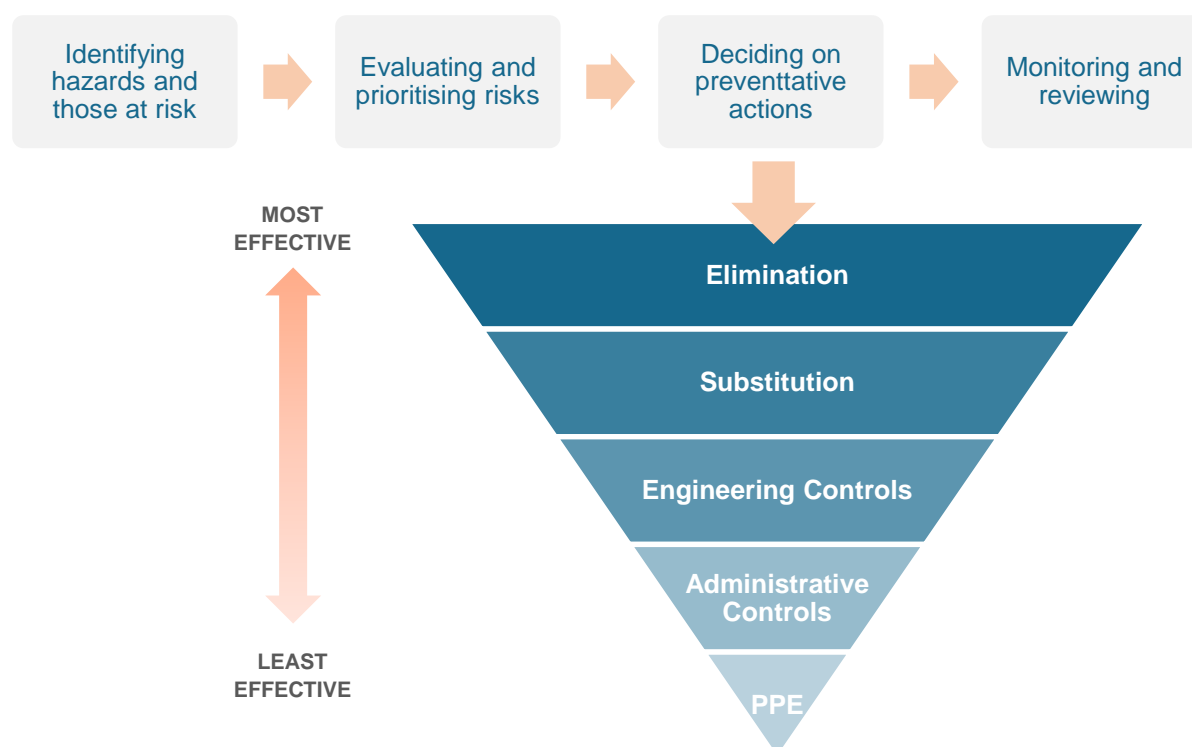 Identifying
hazards and
those at risk
Evaluating and
prioritising risks
Deciding on
preventtative
actions
Monitoring and
reviewing
MOST
EFFECTIVE
Elimination
Substitution
Engineering Controls
Administrative
Controls
LEAST
EFFECTIVE
PPE